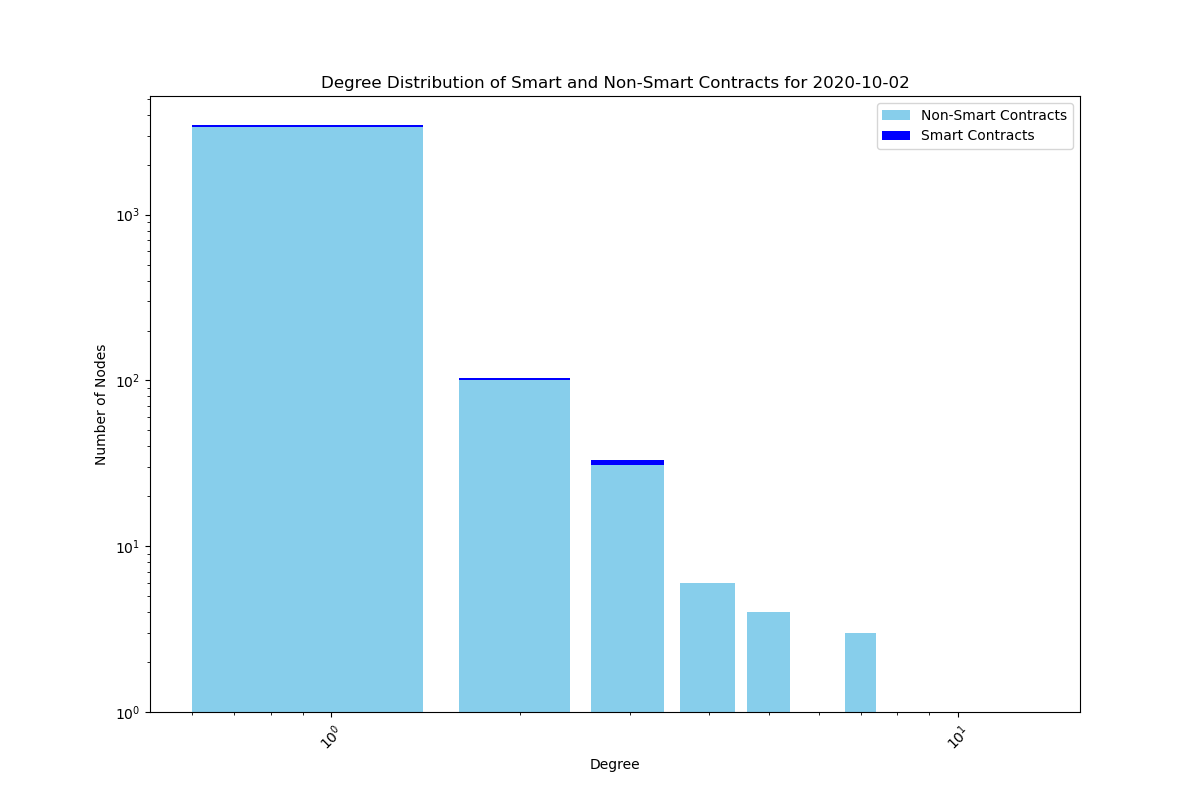 Degree Distribution of Smart and Non-Smart Contracts for 2020-10-02
Non-Smart Contracts
Smart Contracts
Number of Nodes
10³
10²
10¹
10⁰
10⁰
10¹
Degree